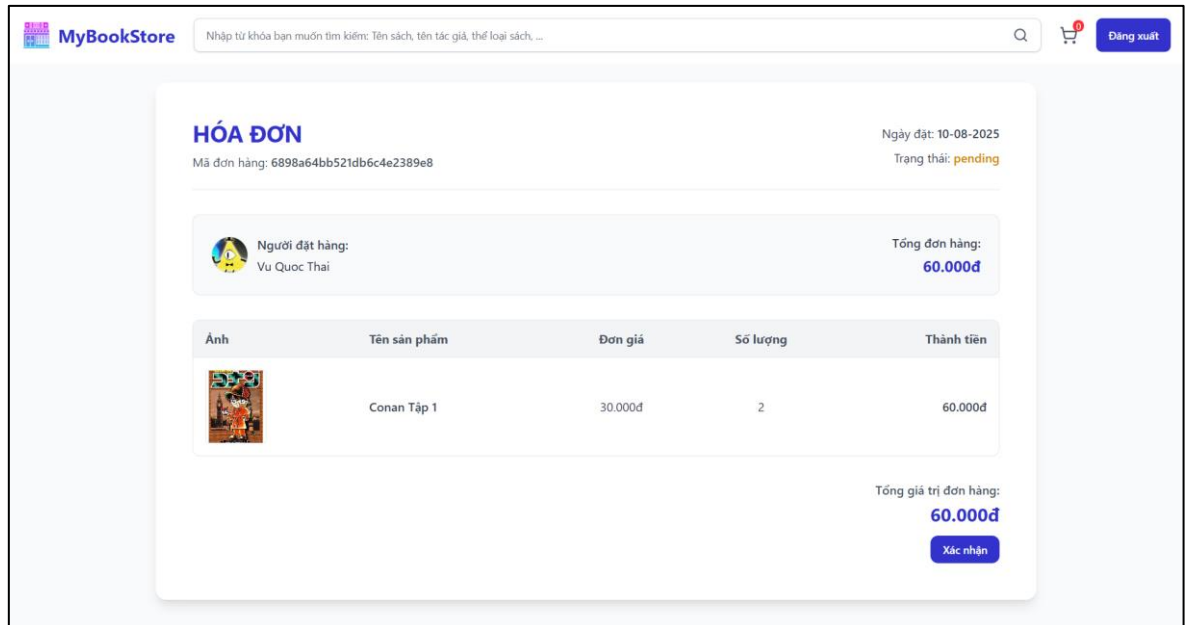 MyBookStore
Nhập từ khóa bạn muốn tìm kiếm: Tên sách, tên tác giả, thể loại sách, ...
0
Đăng xuất
HÓA ĐƠN
Ngày đặt: 10-08-2025
Mã đơn hàng: 6898a64bb521db6c4e2389e8
Trạng thái: pending
Người đặt hàng:
Vu Quoc Thai
Tổng đơn hàng:
60.000đ
Ảnh Tên sản phẩm Đơn giá Số lượng Thành tiền
Conan Tập 1 30.000đ 2 60.000đ
Tổng giá trị đơn hàng:
60.000đ
Xác nhận